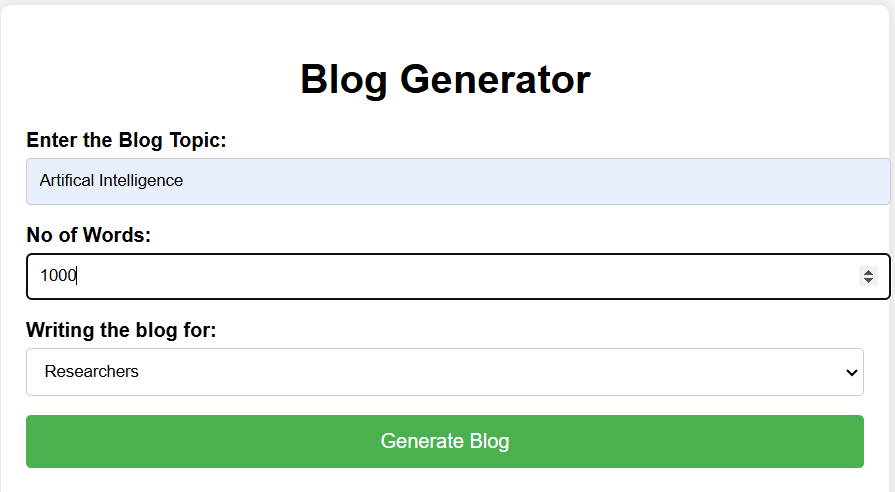 Blog Generator
Enter the Blog Topic:
Artifical Intelligence
No of Words:
1000
Writing the blog for:
Researchers
Generate Blog